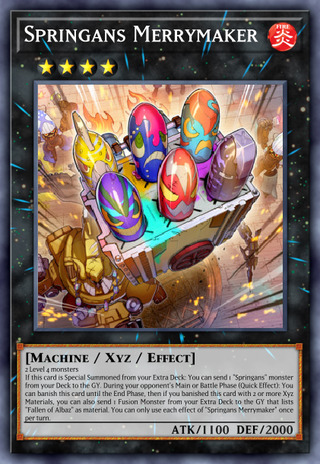 Springans Merrymaker
FIRE
炎
[Machine / Xyz / Effect]
2 Level 4 monsters
If this card is Special Summoned from your Extra Deck: You can send 1 "Springans" monster
from your Deck to the GY. During your opponent's Main or Battle Phase (Quick Effect): You
can banish this card until the End Phase, then if you banished this card with 2 or more Xyz
Materials, you can also send 1 Fusion Monster from your Extra Deck to the GY that lists
"Fallen of Albaz" as material. You can only use each effect of "Springans Merrymaker" once
per turn.
ATK/1100 DEF/2000